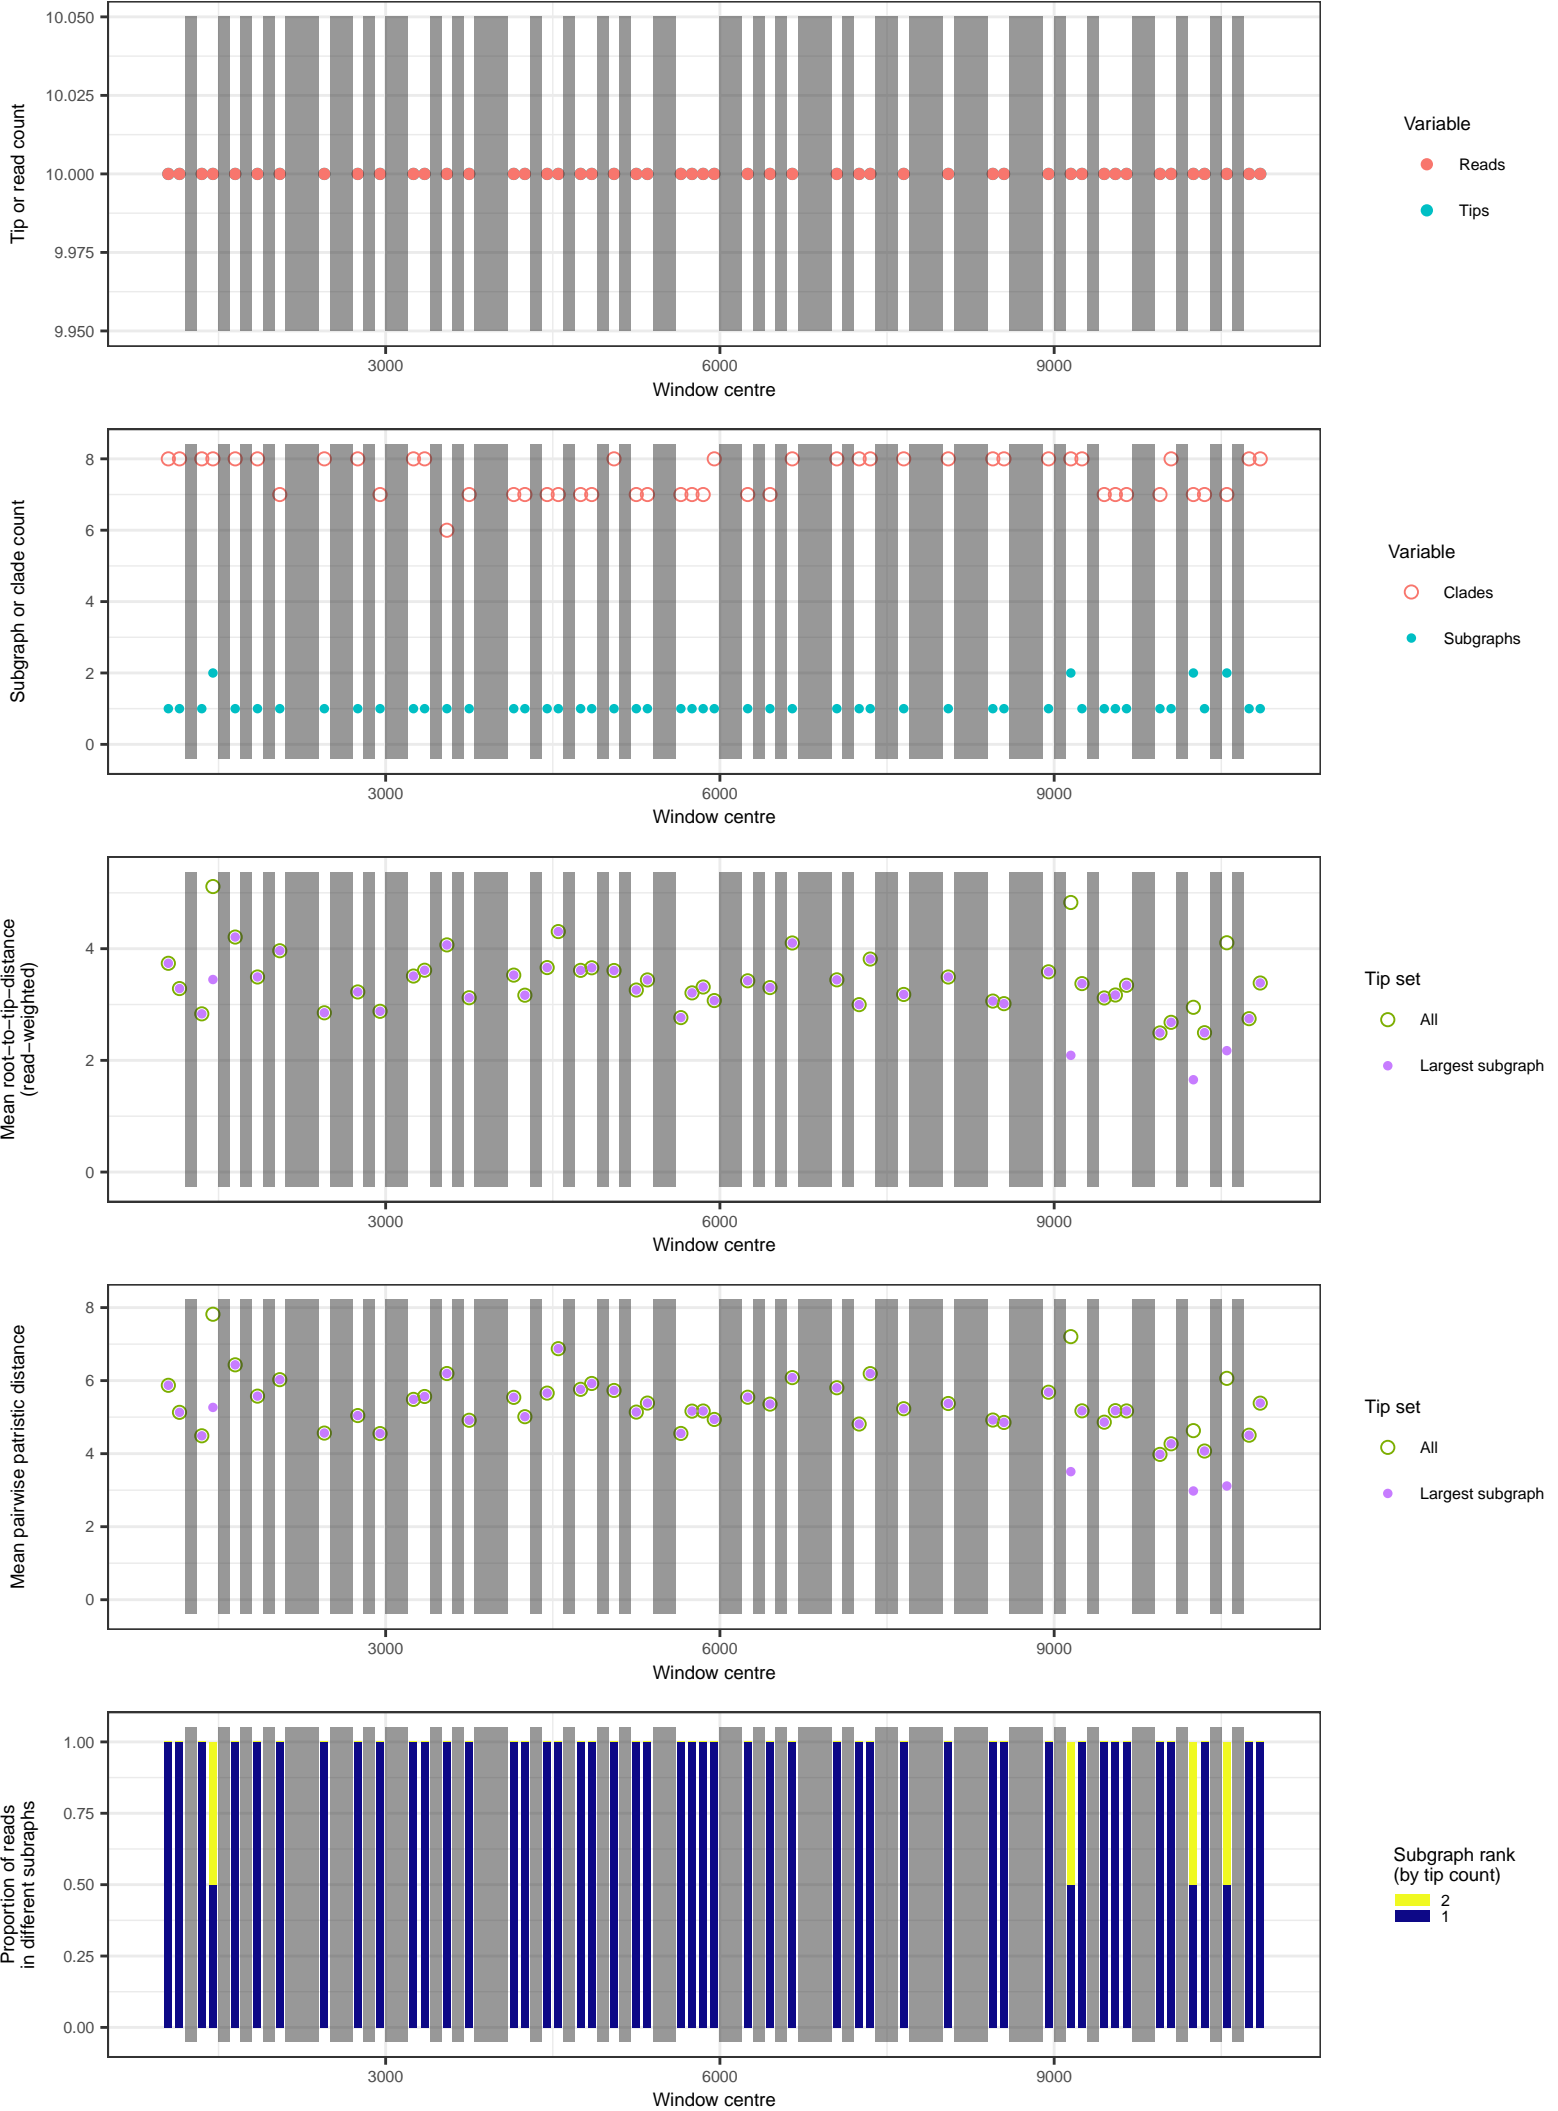 10.050
10.025
10.000
9.975
9.950
Tip or read count
3000
6000
9000
Window centre
Variable
Reads
Tips
8
6
4
2
0
Subgraph or clade count
3000
6000
9000
Window centre
Variable
Clades
Subgraphs
4
2
0
Mean root−to−tip−distance
(read−weighted)
3000
6000
9000
Window centre
Tip set
All
Largest subgraph
8
6
4
2
0
Mean pairwise patristic distance
3000
6000
9000
Window centre
Tip set
All
Largest subgraph
1.00
0.75
0.50
0.25
0.00
Proportion of reads
in different subraphs
3000
6000
9000
Window centre
Subgraph rank
(by tip count)
2
1